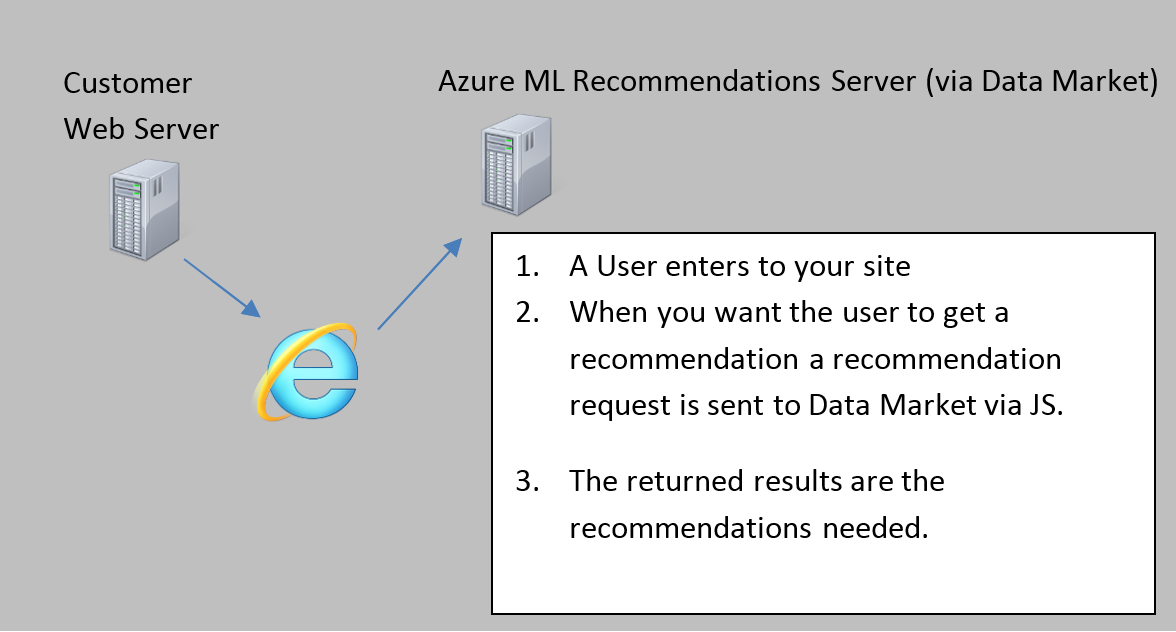 Customer
Web Server
Azure ML Recommendations Server (via Data Market)
1. A User enters to your site
2. When you want the user to get a
recommendation a recommendation
request is sent to Data Market via JS.
3. The returned results are the
recommendations needed.